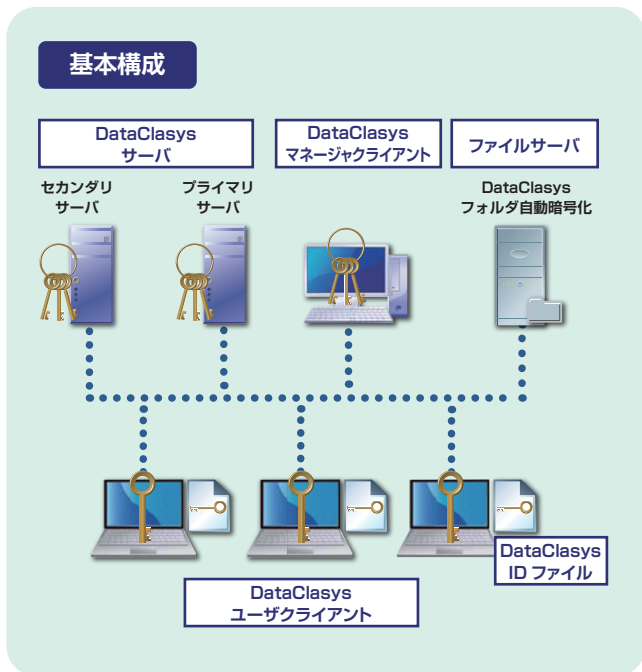 基本構成
DataClasys
サーバ
DataClasys
マネージャクライアント
ファイルサーバ
セカンダリ
サーバ
プライマリ
サーバ
DataClasys
フォルダ自動暗号化
DataClasys
ID ファイル
DataClasys
ユーザクライアント